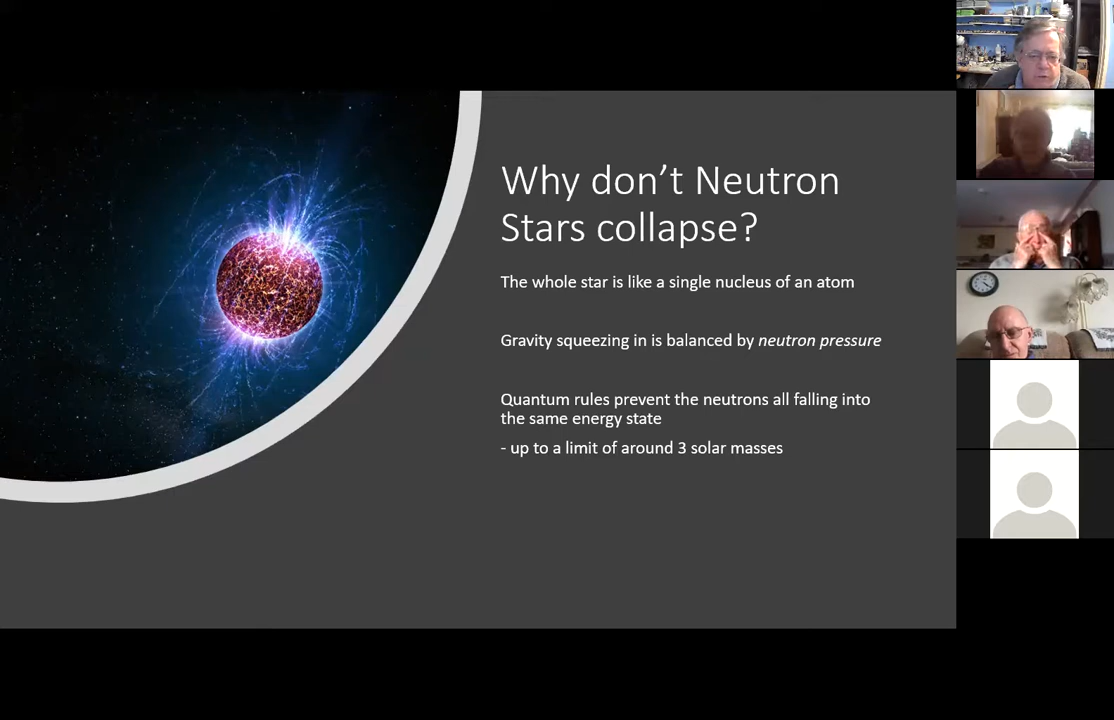 Why don’t Neutron
Stars collapse?
The whole star is like a single nucleus of an atom
Gravity squeezing in is balanced by neutron pressure
Quantum rules prevent the neutrons all falling into
the same energy state
- up to a limit of around 3 solar masses